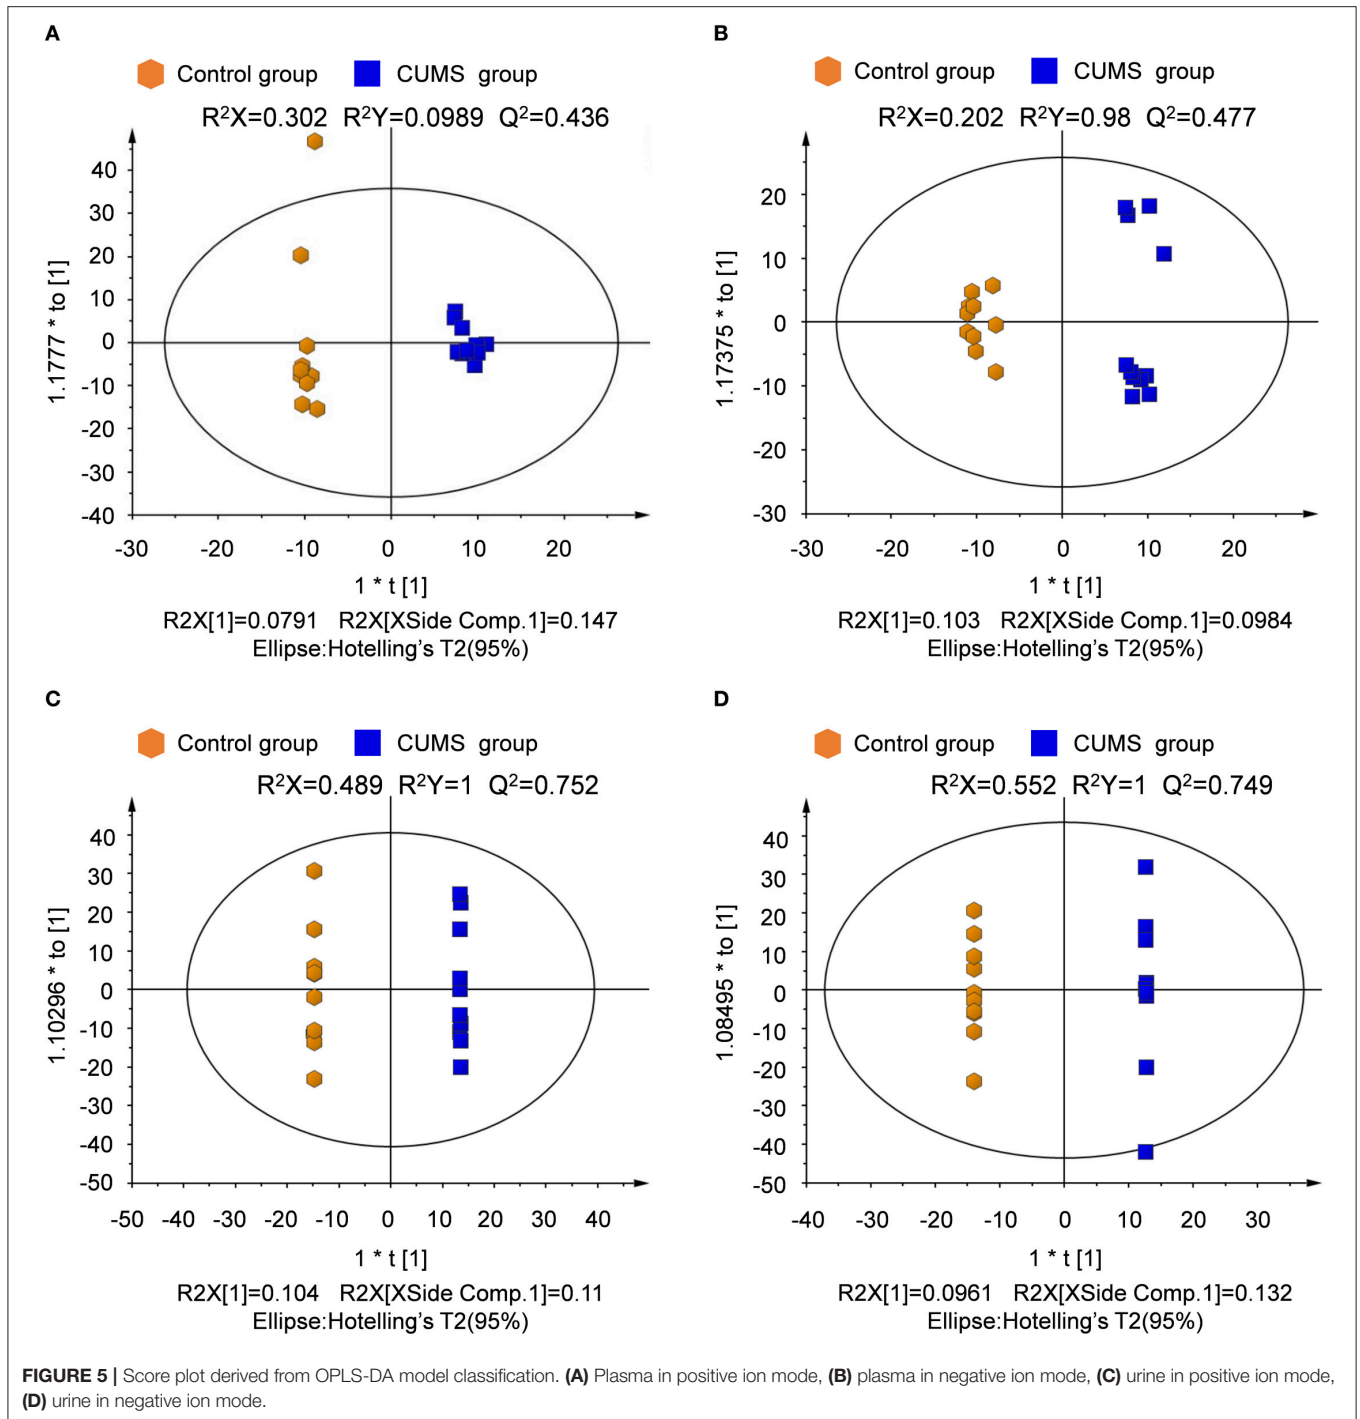 A
Control group CUMS group
R²X=0.302 R²Y=0.0989 Q²=0.436
40
30
20
10
0
-10
-20
-30
-40
1.1777 * to [1]
-30 -20 -10 0 10 20
1 * t [1]
R2X[1]=0.0791 R2X[XSide Comp.1]=0.147
Ellipse:Hotelling's T2(95%)
B
Control group CUMS group
R²X=0.202 R²Y=0.98 Q²=0.477
20
10
0
-10
-20
-30
1.17375 * to [1]
-30 -20 -10 0 10 20
1 * t [1]
R2X[1]=0.103 R2X[XSide Comp.1]=0.0984
Ellipse:Hotelling's T2(95%)
C
Control group CUMS group
R²X=0.489 R²Y=1 Q²=0.752
40
30
20
10
0
-10
-20
-30
-40
-50
1.10296 * to [1]
-50 -40 -30 -20 -10 0 10 20 30 40
1 * t [1]
R2X[1]=0.104 R2X[XSide Comp.1]=0.11
Ellipse:Hotelling's T2(95%)
D
Control group CUMS group
R²X=0.552 R²Y=1 Q²=0.749
40
30
20
10
0
-10
-20
-30
-40
-50
1.08495 * to [1]
-40 -30 -20 -10 0 10 20 30
1 * t [1]
R2X[1]=0.0961 R2X[XSide Comp.1]=0.132
Ellipse:Hotelling's T2(95%)
FIGURE 5 | Score plot derived from OPLS-DA model classification. (A) Plasma in positive ion mode, (B) plasma in negative ion mode, (C) urine in positive ion mode,
(D) urine in negative ion mode.